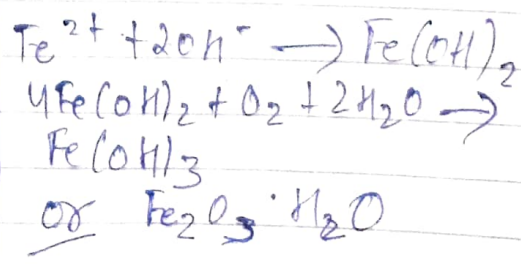 Fe²⁺ + 2OH⁻ → Fe(OH)₂
4Fe(OH)₂ + O₂ + 2H₂O →
Fe(OH)₃
or Fe₂O₃·H₂O